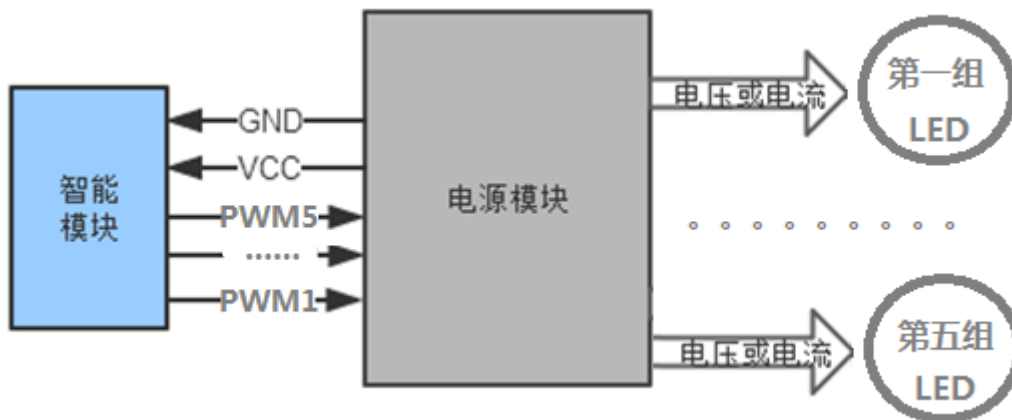 智能
模块
GND
VCC
PWM5
......
PWM1
电源模块
电压或电流
第一组
LED
电压或电流
第五组
LED